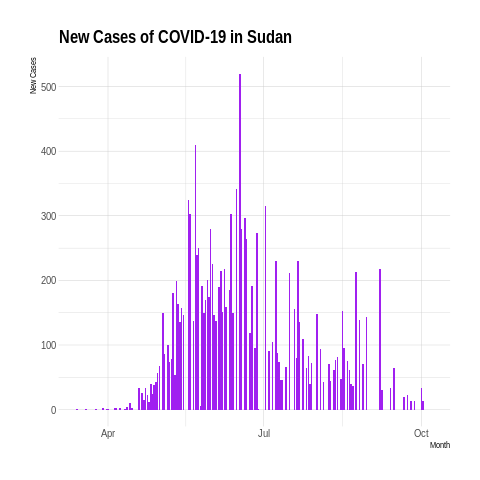 New Cases of COVID-19 in Sudan
New Cases
500
400
300
200
100
0
Apr
Jul
Oct
Month